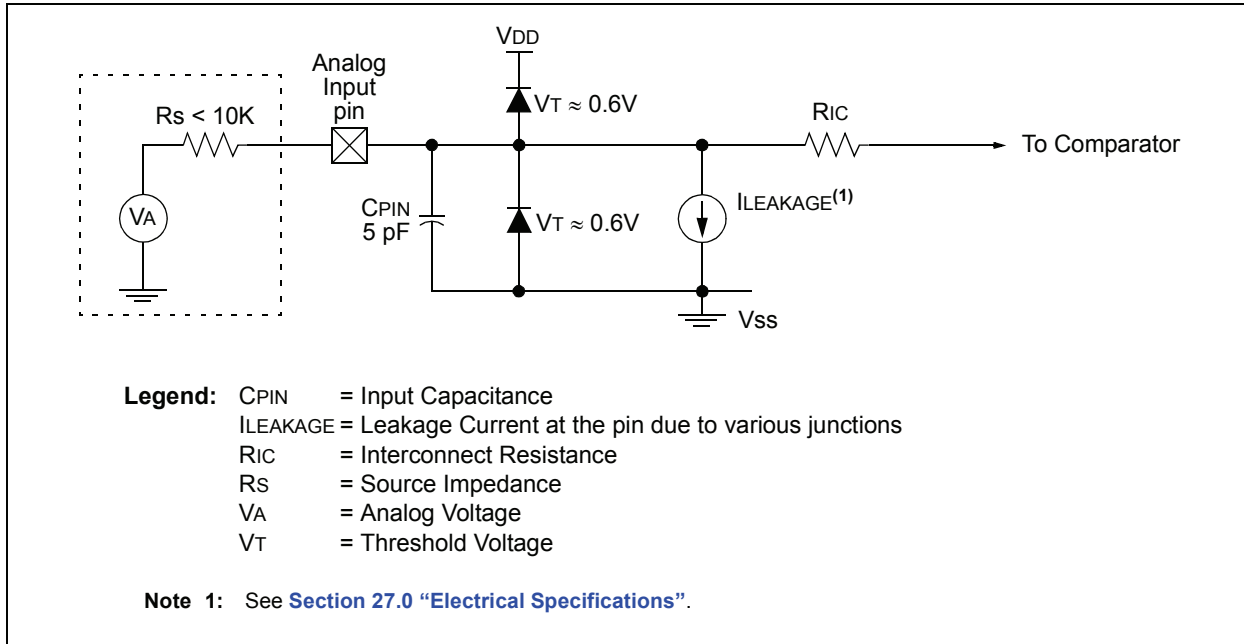 VDD
Analog
Input
pin
Rs < 10K
VT ≈ 0.6V
RIC
To Comparator
VA
CPIN
5 pF
VT ≈ 0.6V
ILEAKAGE(1)
Vss
Legend: CPIN = Input Capacitance
ILEAKAGE = Leakage Current at the pin due to various junctions
RIC = Interconnect Resistance
RS = Source Impedance
VA = Analog Voltage
VT = Threshold Voltage
Note 1: See Section 27.0 “Electrical Specifications”.